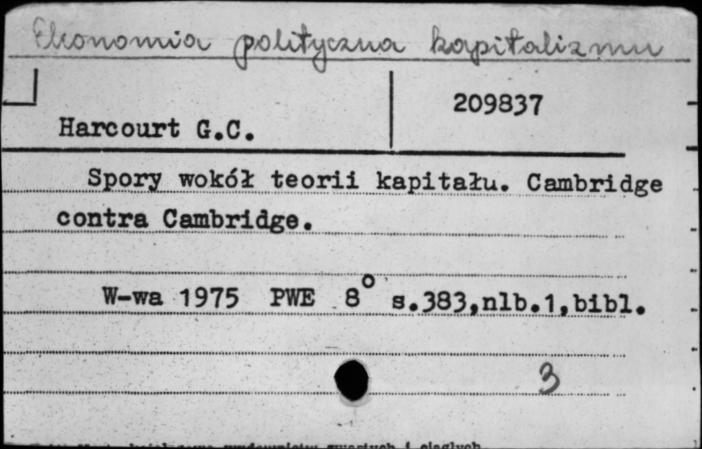 Ekonomia polityczna kapitalizmu
209837
Harcourt G.C.
Spory wokół teorii kapitału. Cambridge
contra Cambridge.
W-wa 1975 PWE 8° s.383,nlb.1,bibl.
3
i ciągłych